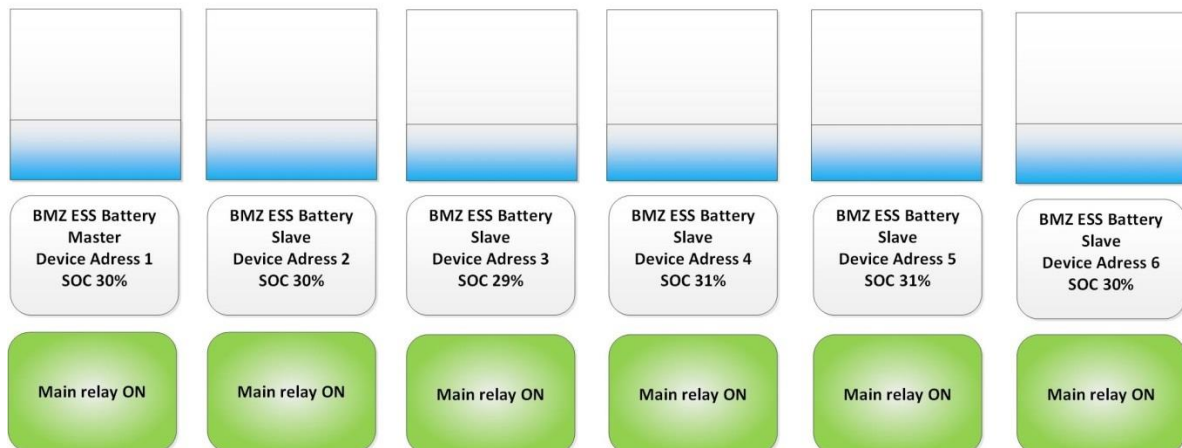 BMZ ESS Battery
Master
Device Adress 1
SOC 30%
BMZ ESS Battery
Slave
Device Adress 2
SOC 30%
BMZ ESS Battery
Slave
Device Adress 3
SOC 29%
BMZ ESS Battery
Slave
Device Adress 4
SOC 31%
BMZ ESS Battery
Slave
Device Adress 5
SOC 31%
BMZ ESS Battery
Slave
Device Adress 6
SOC 30%
Main relay ON
Main relay ON
Main relay ON
Main relay ON
Main relay ON
Main relay ON